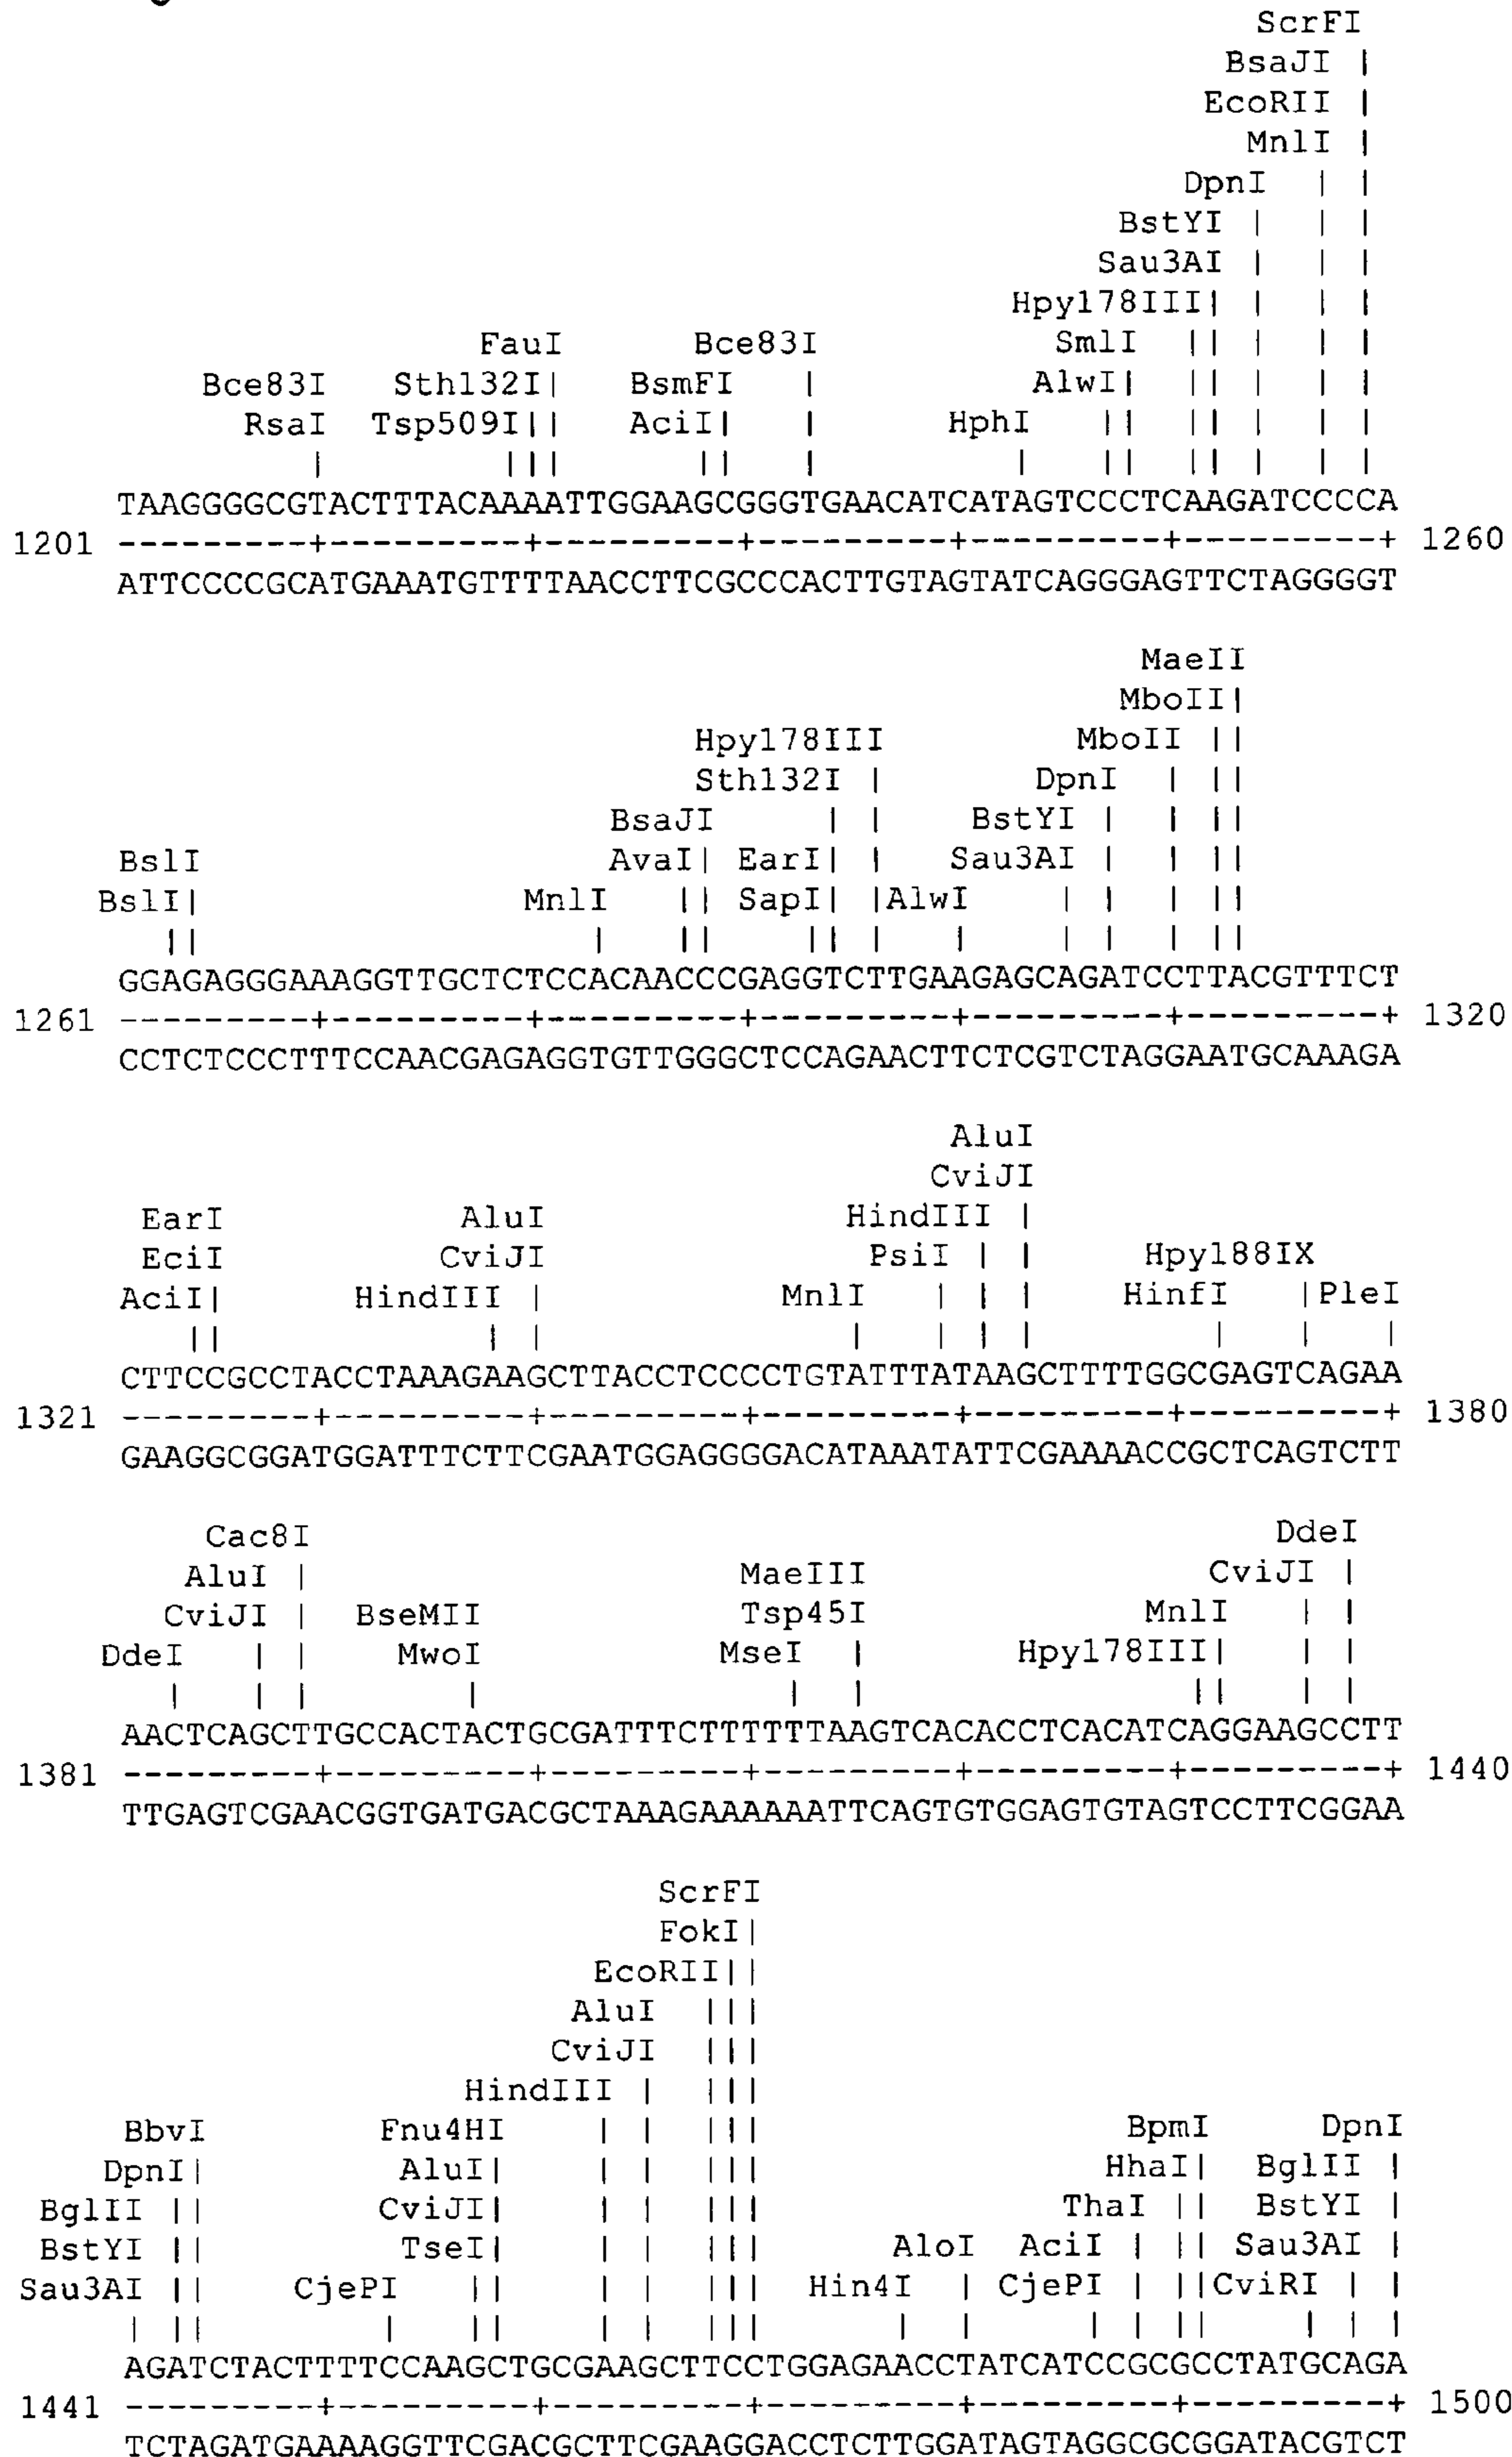 ScrFI
BsaJI |
EcoRII |
MnlI |
DpnI | |
BstYI | | |
Sau3AI | | |
Hpy178III| | | |
FauI Bce83I SmlI || | | |
Bce83I Sth132I| BsmFI | AlwI| || | | |
RsaI Tsp509I|| AciI| | HphI || || | | |
| ||| || | | || || | | |
TAAGGGGCGTACTTTACAAAATTGGAAGCGGGTGAACATCATAGTCCCTCAAGATCCCCA
1201 ---------+---------+---------+---------+---------+---------+ 1260
ATTCCCCGCATGAAATGTTTTAACCTTCGCCCACTTGTAGTATCAGGGAGTTCTAGGGGT
MaeII
MboII|
Hpy178III MboII ||
Sth132I | DpnI | ||
BsaJI | | BstYI | | ||
BslI AvaI| EarI| | Sau3AI | | ||
BslI| MnlI || SapI| |AlwI | | | ||
|| | || || | | | | | ||
GGAGAGGGAAAGGTTGCTCTCCACAACCCGAGGTCTTGAAGAGCAGATCCTTACGTTTCT
1261 ---------+---------+---------+---------+---------+---------+ 1320
CCTCTCCCTTTCCAACGAGAGGTGTTGGGCTCCAGAACTTCTCGTCTAGGAATGCAAAGA
AluI
CviJI
EarI AluI HindIII |
EciI CviJI PsiI | | Hpy188IX
AciI| HindIII | MnlI | | | HinfI |PleI
|| | | | | | | | | |
CTTCCGCCTACCTAAAGAAGCTTACCTCCCCTGTATTTATAAGCTTTTGGCGAGTCAGAA
1321 ---------+---------+---------+---------+---------+---------+ 1380
GAAGGCGGATGGATTTCTTCGAATGGAGGGGACATAAATATTCGAAAACCGCTCAGTCTT
Cac8I DdeI
AluI | MaeIII CviJI |
CviJI | BseMII Tsp45I MnlI | |
DdeI | | MwoI MseI | Hpy178III| | |
| | | | | | || | |
AACTCAGCTTGCCACTACTGCGATTTCTTTTTTAAGTCACACCTCACATCAGGAAGCCTT
1381 ---------+---------+---------+---------+---------+---------+ 1440
TTGAGTCGAACGGTGATGACGCTAAAGAAAAAATTCAGTGTGGAGTGTAGTCCTTCGGAA
ScrFI
FokI|
EcoRII||
AluI |||
CviJI |||
HindIII | |||
BbvI Fnu4HI | | ||| BpmI DpnI
DpnI| AluI| | | ||| HhaI| BglII |
BglII || CviJI| | | ||| ThaI || BstYI |
BstYI || TseI| | | ||| AloI AciI | || Sau3AI |
Sau3AI || CjePI || | | ||| Hin4I | CjePI | ||CviRI | |
| || | || | | ||| | | | | || | | |
AGATCTACTTTTCCAAGCTGCGAAGCTTCCTGGAGAACCTATCATCCGCGCCTATGCAGA
1441 ---------+---------+---------+---------+---------+---------+ 1500
TCTAGATGAAAAGGTTCGACGCTTCGAAGGACCTCTTGGATAGTAGGCGCGGATACGTCT